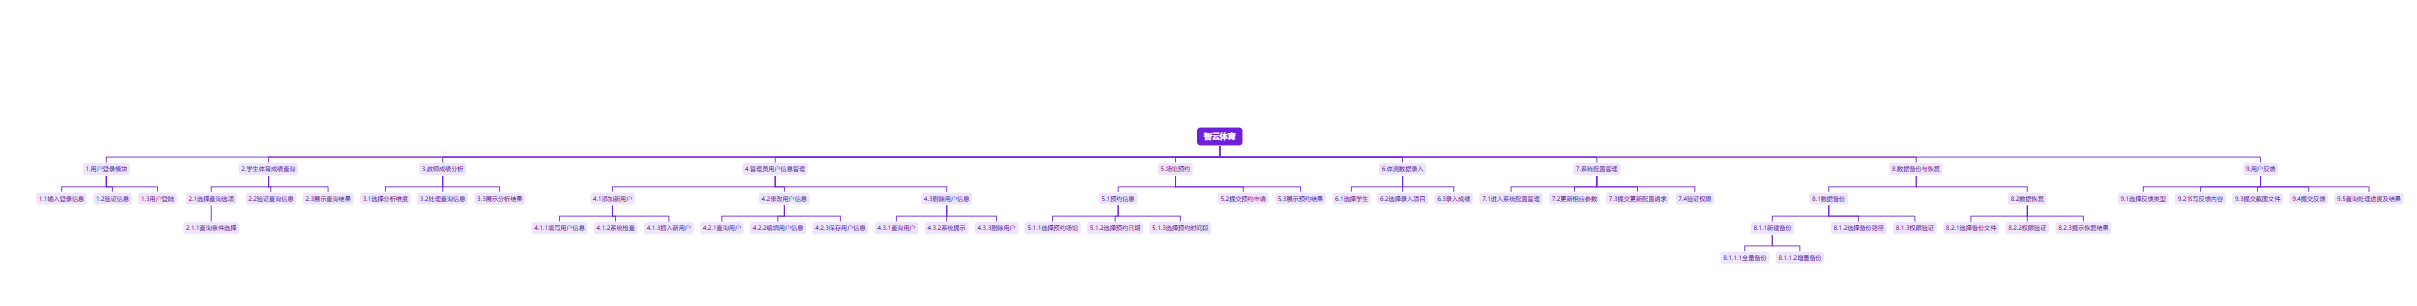 智云体育
1.用户登录模块
2.学生体育成绩查询
3.教师成绩分析
4.管理员用户信息管理
5.场馆预约
6.体测数据录入
7.系统配置管理
8.数据备份与恢复
9.用户反馈
1.1输入登录信息
1.2验证信息
1.3用户登陆
2.1选择查询选项
2.2验证查询信息
2.3展示查询结果
3.1选择分析维度
3.2处理查询信息
3.3展示分析结果
4.1添加新用户
4.2修改用户信息
4.3删除用户信息
5.1预约信息
5.2提交预约申请
5.3展示预约结果
6.1选择学生
6.2选择录入项目
6.3录入成绩
7.1进入系统配置管理
7.2更新相应参数
7.3提交更新配置请求
7.4验证权限
8.1数据备份
8.2数据恢复
9.1选择反馈类型
9.2书写反馈内容
9.3提交截图文件
9.4提交反馈
9.5查询处理进度及结果
2.1.1查询条件选择
4.1.1填写用户信息
4.1.2系统检查
4.1.3插入新用户
4.2.1查询用户
4.2.2编辑用户信息
4.2.3保存用户信息
4.3.1查询用户
4.3.2系统提示
4.3.3删除用户
5.1.1选择预约场馆
5.1.2选择预约日期
5.1.3选择预约时间段
8.1.1新建备份
8.1.2选择备份路径
8.1.3权限验证
8.2.1选择备份文件
8.2.2权限验证
8.2.3提示恢复结果
8.1.1.1全量备份
8.1.1.2增量备份